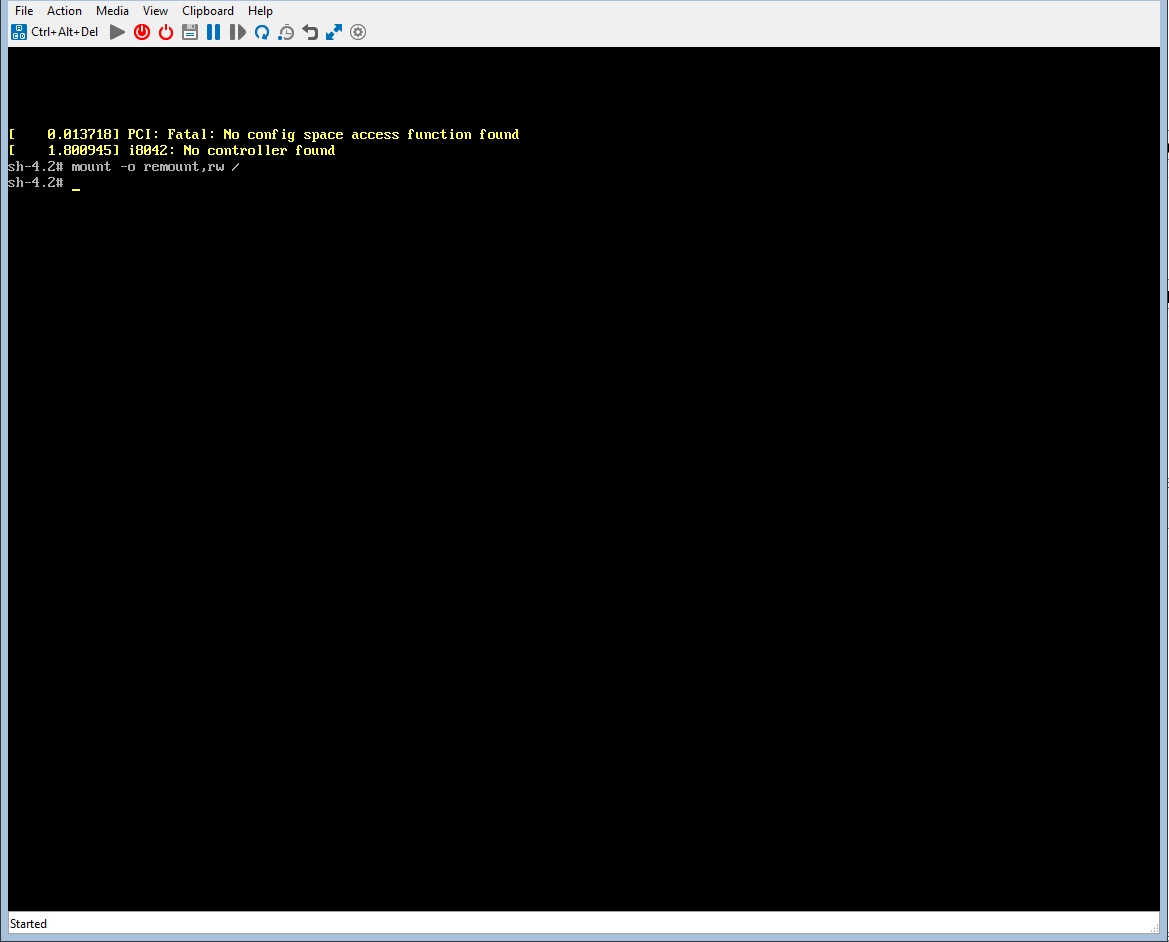 File Action Media View Clipboard Help
Ctrl+Alt+Del
[    0.013718] PCI: Fatal: No config space access function found
[    1.800945] i8042: No controller found
sh-4.2# mount -o remount,rw /
sh-4.2# _
Started